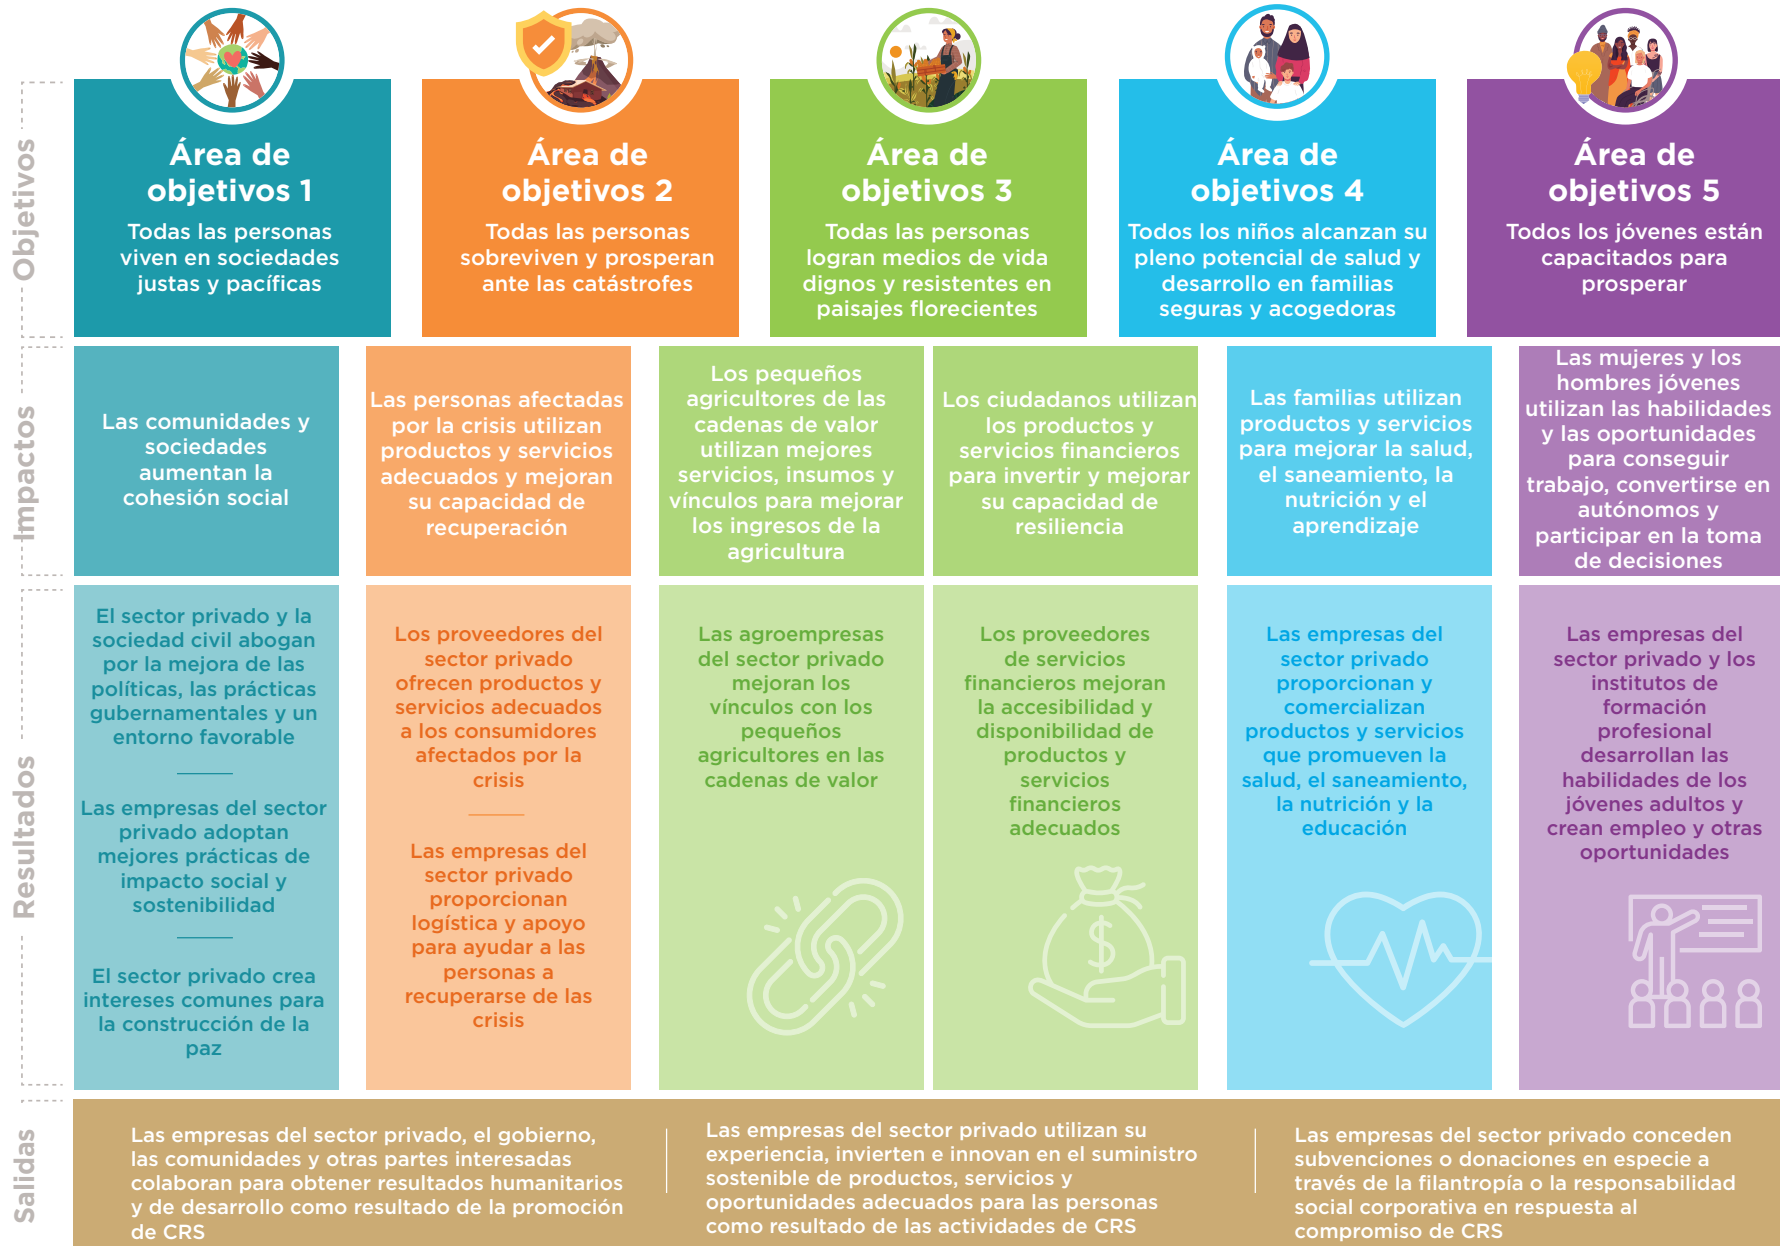 Objetivos
Área de
objetivos 1
Todas las personas
viven en sociedades
justas y pacíficas
Área de
objetivos 2
Todas las personas
sobreviven y prosperan
ante las catástrofes
Área de
objetivos 3
Todas las personas
logran medios de vida
dignos y resistentes en
paisajes florecientes
Área de
objetivos 4
Todos los niños alcanzan su
pleno potencial de salud y
desarrollo en familias
seguras y acogedoras
Área de
objetivos 5
Todos los jóvenes están
capacitados para
prosperar
Impactos
Las comunidades y
sociedades
aumentan la
cohesión social
Las personas afectadas
por la crisis utilizan
productos y servicios
adecuados y mejoran
su capacidad de
recuperación
Los pequeños
agricultores de las
cadenas de valor
utilizan mejores
servicios, insumos y
vínculos para mejorar
los ingresos de la
agricultura
Los ciudadanos utilizan
los productos y
servicios financieros
para invertir y mejorar
su capacidad de
resiliencia
Las familias utilizan
productos y servicios
para mejorar la salud,
el saneamiento, la
nutrición y el
aprendizaje
Las mujeres y los
hombres jóvenes
utilizan las habilidades
y las oportunidades
para conseguir
trabajo, convertirse en
autónomos y
participar en la toma
de decisiones
Resultados
El sector privado y la
sociedad civil abogan
por la mejora de las
políticas, las prácticas
gubernamentales y un
entorno favorable
Las empresas del sector
privado adoptan
mejores prácticas de
impacto social y
sostenibilidad
El sector privado crea
intereses comunes para
la construcción de la
paz
Los proveedores del
sector privado
ofrecen productos y
servicios adecuados
a los consumidores
afectados por la
crisis
Las empresas del
sector privado
proporcionan
logística y apoyo
para ayudar a las
personas a
recuperarse de las
crisis
Las agroempresas
del sector privado
mejoran los
vínculos con los
pequeños
agricultores en las
cadenas de valor
Los proveedores
de servicios
financieros mejoran
la accesibilidad y
disponibilidad de
productos y
servicios
financieros
adecuados
$
Las empresas del
sector privado
proporcionan y
comercializan
productos y servicios
que promueven la
salud, el saneamiento,
la nutrición y la
educación
Las empresas del
sector privado y los
institutos de
formación
profesional
desarrollan las
habilidades de los
jóvenes adultos y
crean empleo y otras
oportunidades
Salidas
Las empresas del sector privado, el gobierno,
las comunidades y otras partes interesadas
colaboran para obtener resultados humanitarios
y de desarrollo como resultado de la promoción
de CRS
Las empresas del sector privado utilizan su
experiencia, invierten e innovan en el suministro
sostenible de productos, servicios y
oportunidades adecuados para las personas
como resultado de las actividades de CRS
Las empresas del sector privado conceden
subvenciones o donaciones en especie a
través de la filantropía o la responsabilidad
social corporativa en respuesta al
compromiso de CRS